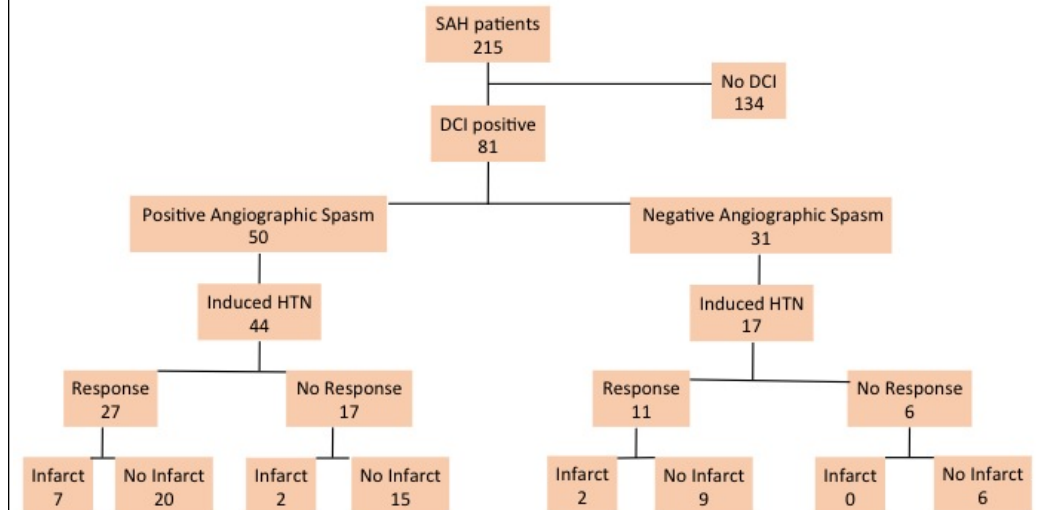 SAH patients
215
No DCI
134
DCI positive
81
Positive Angiographic Spasm
50
Negative Angiographic Spasm
31
Induced HTN
44
Induced HTN
17
Response
27
No Response
17
Response
11
No Response
6
Infarct
7
No Infarct
20
Infarct
2
No Infarct
15
Infarct
2
No Infarct
9
Infarct
0
No Infarct
6